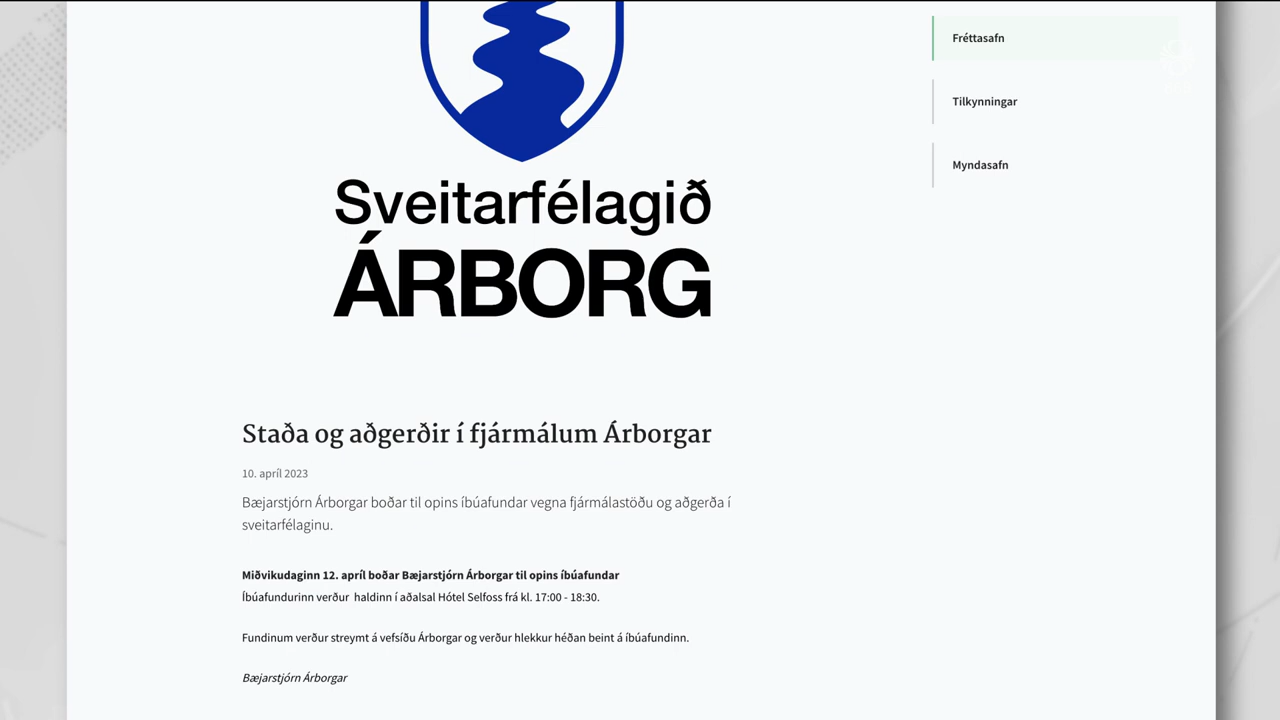 Sveitarfélagið
ÁRBORG
Fréttasafn
Tilkynningar
Myndasafn
Staða og aðgerðir í fjármálum Árborgar
10. apríl 2023
Bæjarstjórn Árborgar boðar til opins íbúafundar vegna fjármálastöðu og aðgerða í
sveitarfélaginu.
Miðvikudaginn 12. apríl boðar Bæjarstjórn Árborgar til opins íbúafundar
Íbúafundurinn verður haldinn í aðalsal Hótel Selfoss frá kl. 17:00 - 18:30.
Fundinum verður streymt á vefsíðu Árborgar og verður hlekkur héðan beint á íbúafundinn.
Bæjarstjórn Árborgar